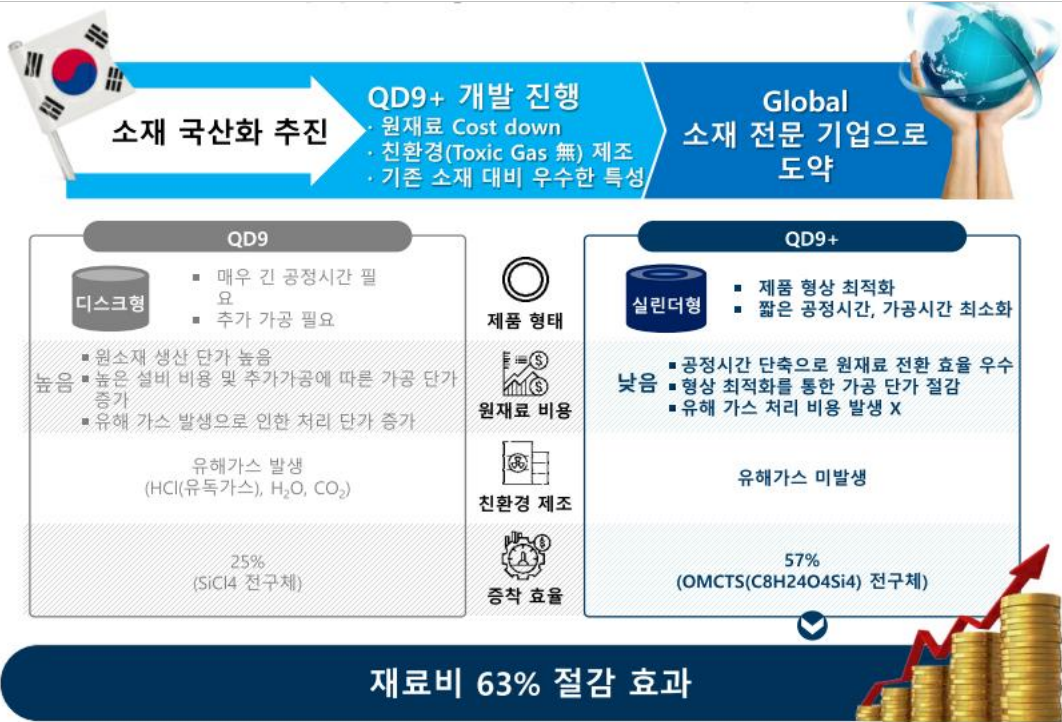 소재 국산화 추진
QD9+ 개발 진행
· 원재료 Cost down
· 친환경(Toxic Gas 無) 제조
· 기존 소재 대비 우수한 특성
Global
소재 전문 기업으로
도약
QD9
디스크형
▪ 매우 긴 공정시간 필
요
▪ 추가 가공 필요
높음
▪ 원소재 생산 단가 높음
▪ 높은 설비 비용 및 추가가공에 따른 가공 단가
증가
▪ 유해 가스 발생으로 인한 처리 단가 증가
유해가스 발생
(HCl(유독가스), H₂O, CO₂)
25%
(SiCl4 전구체)
제품 형태
원재료 비용
친환경 제조
증착 효율
QD9+
실린더형
▪ 제품 형상 최적화
▪ 짧은 공정시간, 가공시간 최소화
낮음
▪ 공정시간 단축으로 원재료 전환 효율 우수
▪ 형상 최적화를 통한 가공 단가 절감
▪ 유해 가스 처리 비용 발생 X
유해가스 미발생
57%
(OMCTS(C8H24O4Si4) 전구체)
재료비 63% 절감 효과